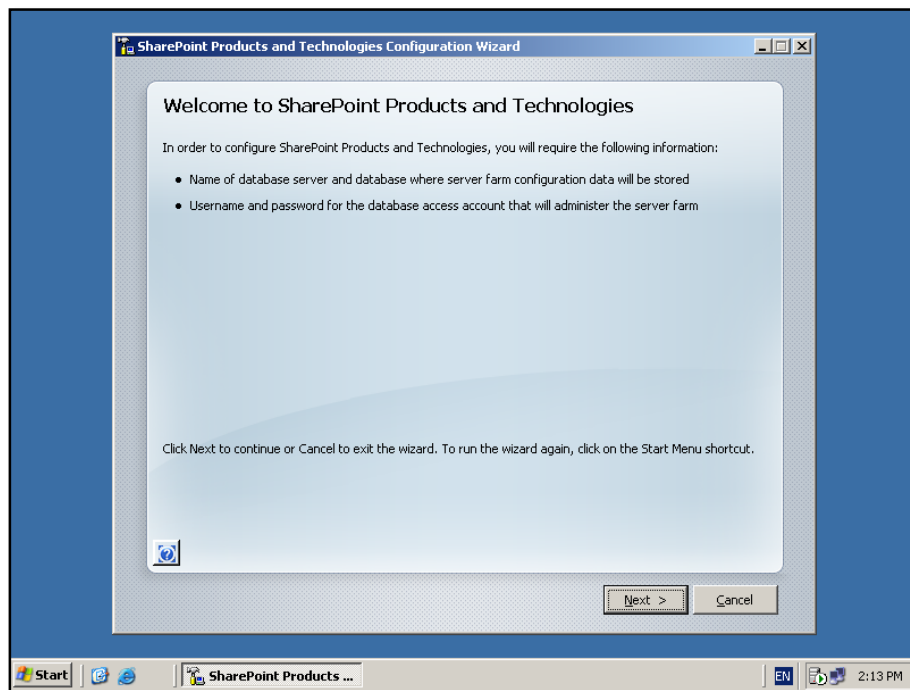 SharePoint Products and Technologies Configuration Wizard
Welcome to SharePoint Products and Technologies
In order to configure SharePoint Products and Technologies, you will require the following information:
• Name of database server and database where server farm configuration data will be stored
• Username and password for the database access account that will administer the server farm
Click Next to continue or Cancel to exit the wizard. To run the wizard again, click on the Start Menu shortcut.
Next >
Cancel
Start
SharePoint Products ...
EN
2:13 PM